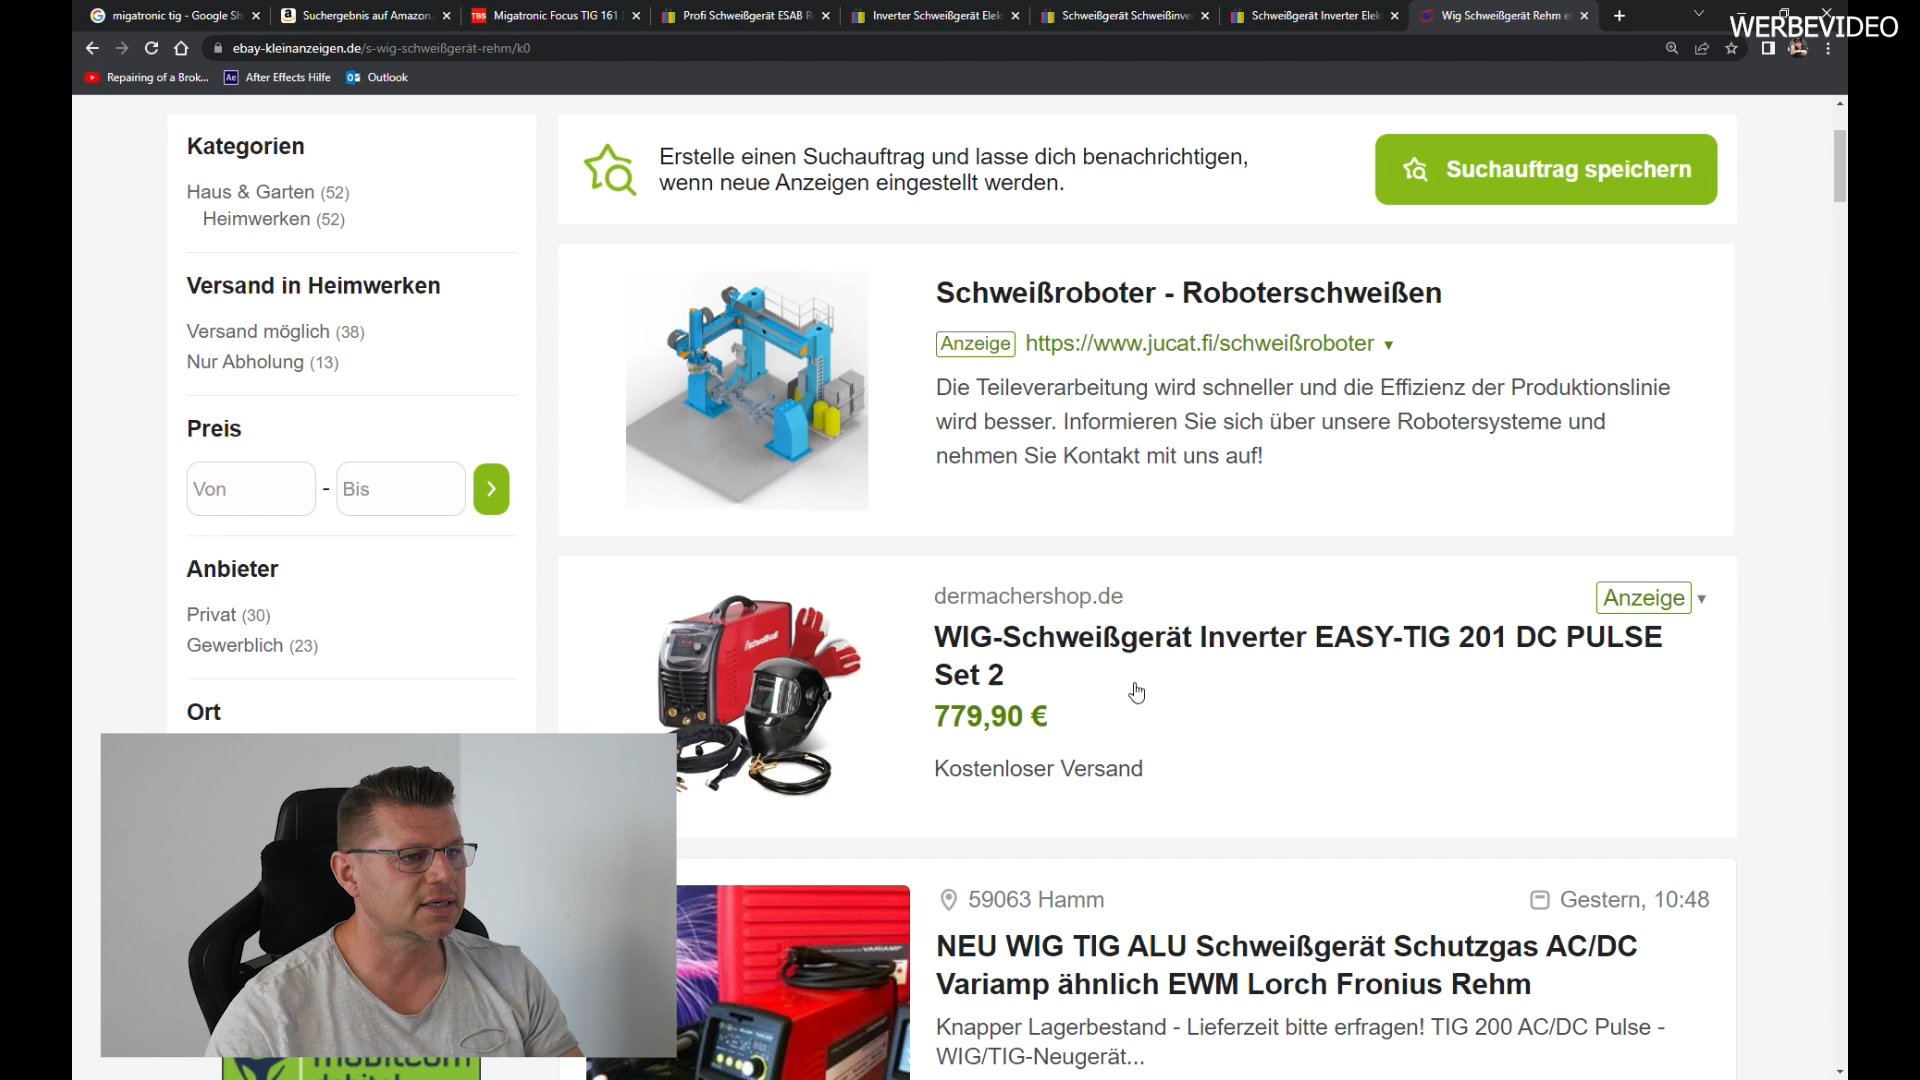 migatronic tig - Google Sh
Suchergebnis auf Amazon.
TBS Migatronic Focus TIG 161
Profi Schweißgerät ESAB R
Inverter Schweißgerät Elek
Schweißgerät Schweißinve
Schweißgerät Inverter Elek
Wig Schweißgerät Rehm e
WERBEVIDEO
ebay-kleinanzeigen.de/s-wig-schweißgerät-rehm/k0
Repairing of a Brok...
Ae After Effects Hilfe
Outlook
Kategorien
Haus & Garten (52)
Heimwerken (52)
Versand in Heimwerken
Versand möglich (38)
Nur Abholung (13)
Preis
Von - Bis
Anbieter
Privat (30)
Gewerblich (23)
Ort
Erstelle einen Suchauftrag und lasse dich benachrichtigen,
wenn neue Anzeigen eingestellt werden.
Suchauftrag speichern
Schweißroboter - Roboterschweißen
Anzeige https://www.jucat.fi/schweißroboter
Die Teileverarbeitung wird schneller und die Effizienz der Produktionslinie
wird besser. Informieren Sie sich über unsere Robotersysteme und
nehmen Sie Kontakt mit uns auf!
dermachershop.de
Anzeige
WIG-Schweißgerät Inverter EASY-TIG 201 DC PULSE
Set 2
779,90 €
Kostenloser Versand
59063 Hamm
Gestern, 10:48
NEU WIG TIG ALU Schweißgerät Schutzgas AC/DC
Variamp ähnlich EWM Lorch Fronius Rehm
Knapper Lagerbestand - Lieferzeit bitte erfragen! TIG 200 AC/DC Pulse -
WIG/TIG-Neugerät...
VARIAMP
mobilcom
debitel